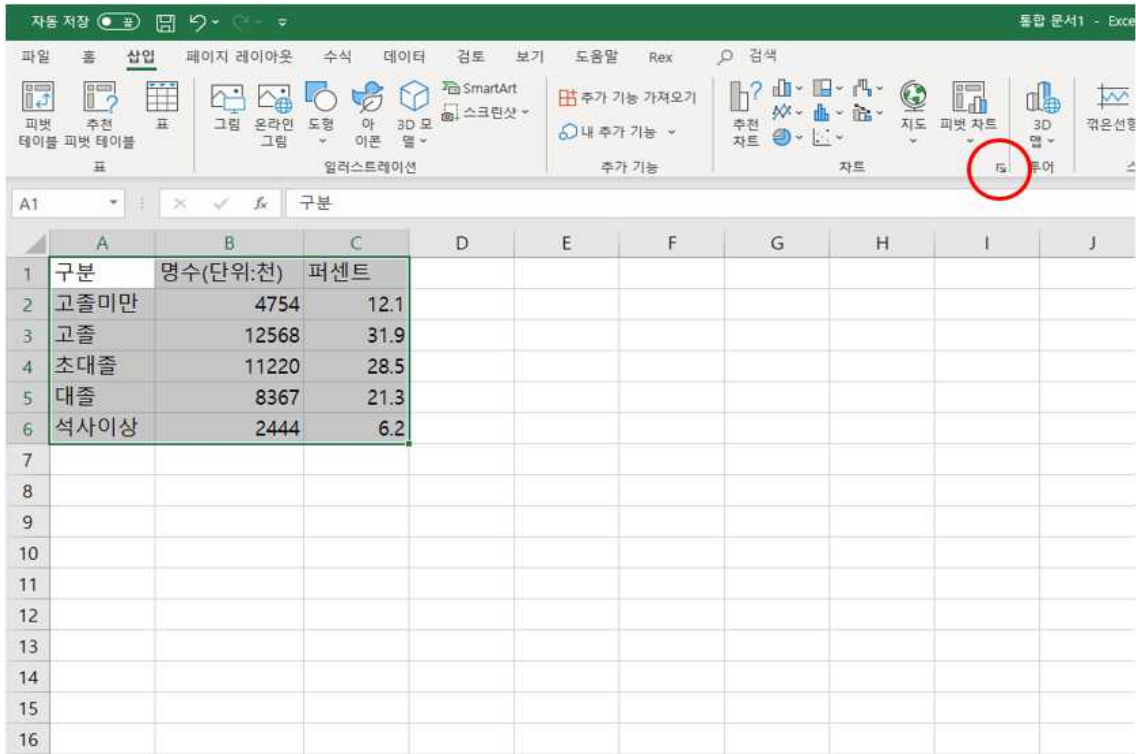 자동 저장 끔 통합 문서1 - Exce
파일 홈 삽입 페이지 레이아웃 수식 데이터 검토 보기 도움말 Rex 검색
피벗 테이블
추천 피벗 테이블
표
그림
온라인 그림
도형
아이콘
3D 모델
SmartArt
스크린샷
추가 기능 가져오기
내 추가 기능
추천 차트
지도
피벗 차트
3D 맵
꺾은선형
표 일러스트레이션 추가 기능 차트 투어 스
A1 fx 구분
A B C D E F G H I J
1 구분 명수(단위:천) 퍼센트
2 고졸미만 4754 12.1
3 고졸 12568 31.9
4 초대졸 11220 28.5
5 대졸 8367 21.3
6 석사이상 2444 6.2
7
8
9
10
11
12
13
14
15
16